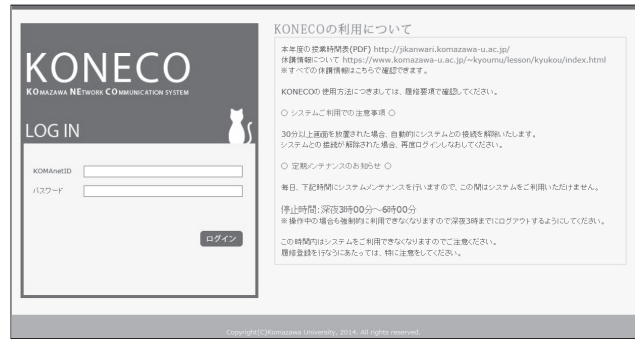 KONECO
KOMAZAWA NETWORK COMMUNICATION SYSTEM
LOG IN
KOMAnetID
パスワード
ログイン
KONECOの利用について
本年度の授業時間表(PDF) http://jikanwari.komazawa-u.ac.jp/
休講情報について https://www.komazawa-u.ac.jp/~kyoumu/lesson/kyukou/index.html
※すべての休講情報はこちらで確認できます。
KONECOの使用方法につきましては、履修要項で確認してください。
○ システムご利用での注意事項 ○
30分以上画面を放置された場合、自動的にシステムとの接続を解除いたします。
システムとの接続が解除された場合、再度ログインしなおしてください。
○ 定期メンテナンスのお知らせ ○
毎日、下記時間にシステムメンテナンスを行いますので、この間はシステムをご利用いただけません。
停止時間:深夜3時00分～6時00分
※操作中の場合も強制的に利用できなくなりますので深夜3時までにログアウトするようにしてください。
この時間内はシステムをご利用できなくなりますのでご注意ください。
履修登録を行なうにあたっては、特に注意をしてください。
Copyright(C)Komazawa University, 2014. All rights reserved.